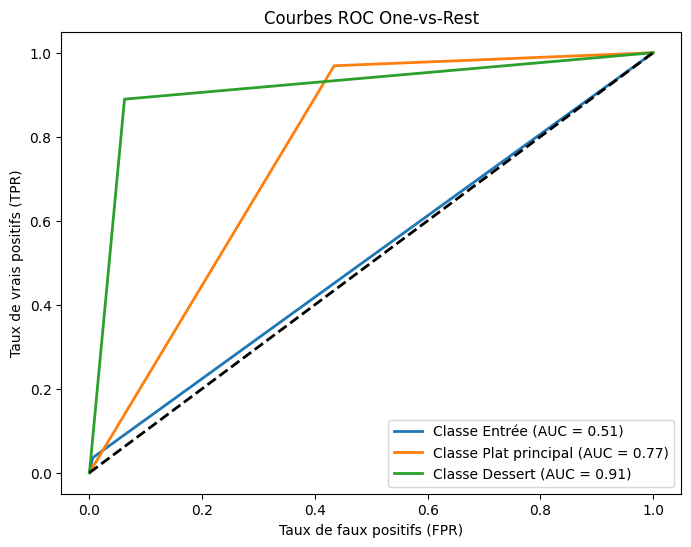 Courbes ROC One-vs-Rest
Taux de vrais positifs (TPR)
1.0
0.8
0.6
0.4
0.2
0.0
0.0 0.2 0.4 0.6 0.8 1.0
Taux de faux positifs (FPR)
Classe Entrée (AUC = 0.51)
Classe Plat principal (AUC = 0.77)
Classe Dessert (AUC = 0.91)